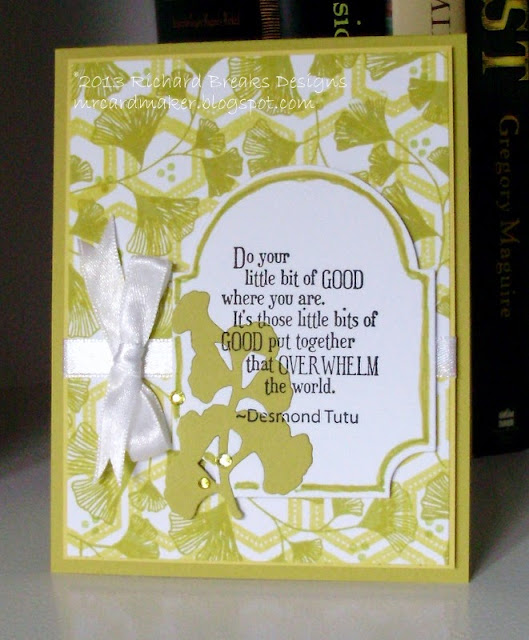 2013 Richard Breaks Designs
mrcardmaker.blogspot.com
Do your
little bit of GOOD
where you are.
It's those little bits of
GOOD put together
that OVERWHELM
the world.
~Desmond Tutu
Gregory Maguire